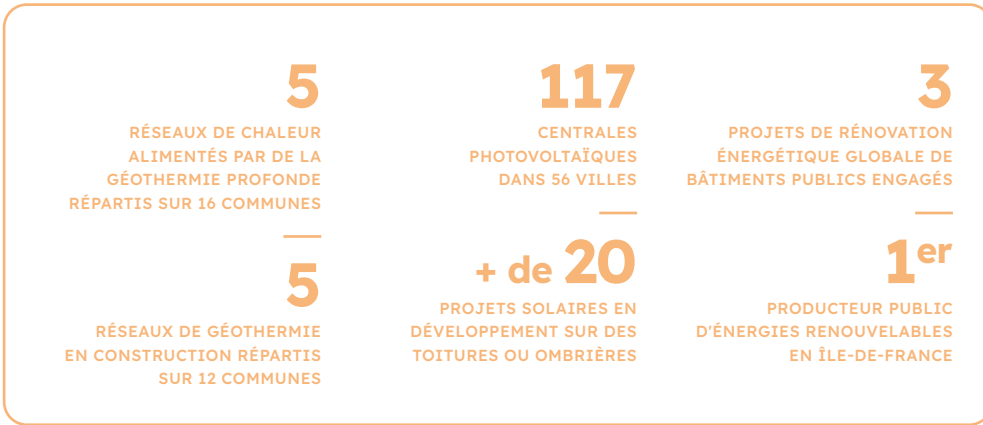 5
RÉSEAUX DE CHALEUR
ALIMENTÉS PAR DE LA
GÉOTHERMIE PROFONDE
RÉPARTIS SUR 16 COMMUNES
5
RÉSEAUX DE GÉOTHERMIE
EN CONSTRUCTION RÉPARTIS
SUR 12 COMMUNES
117
CENTRALES
PHOTOVOLTAÏQUES
DANS 56 VILLES
+ de 20
PROJETS SOLAIRES EN
DÉVELOPPEMENT SUR DES
TOITURES OU OMBRIÈRES
3
PROJETS DE RÉNOVATION
ÉNERGÉTIQUE GLOBALE DE
BÂTIMENTS PUBLICS ENGAGÉS
1er
PRODUCTEUR PUBLIC
D'ÉNERGIES RENOUVELABLES
EN ÎLE-DE-FRANCE